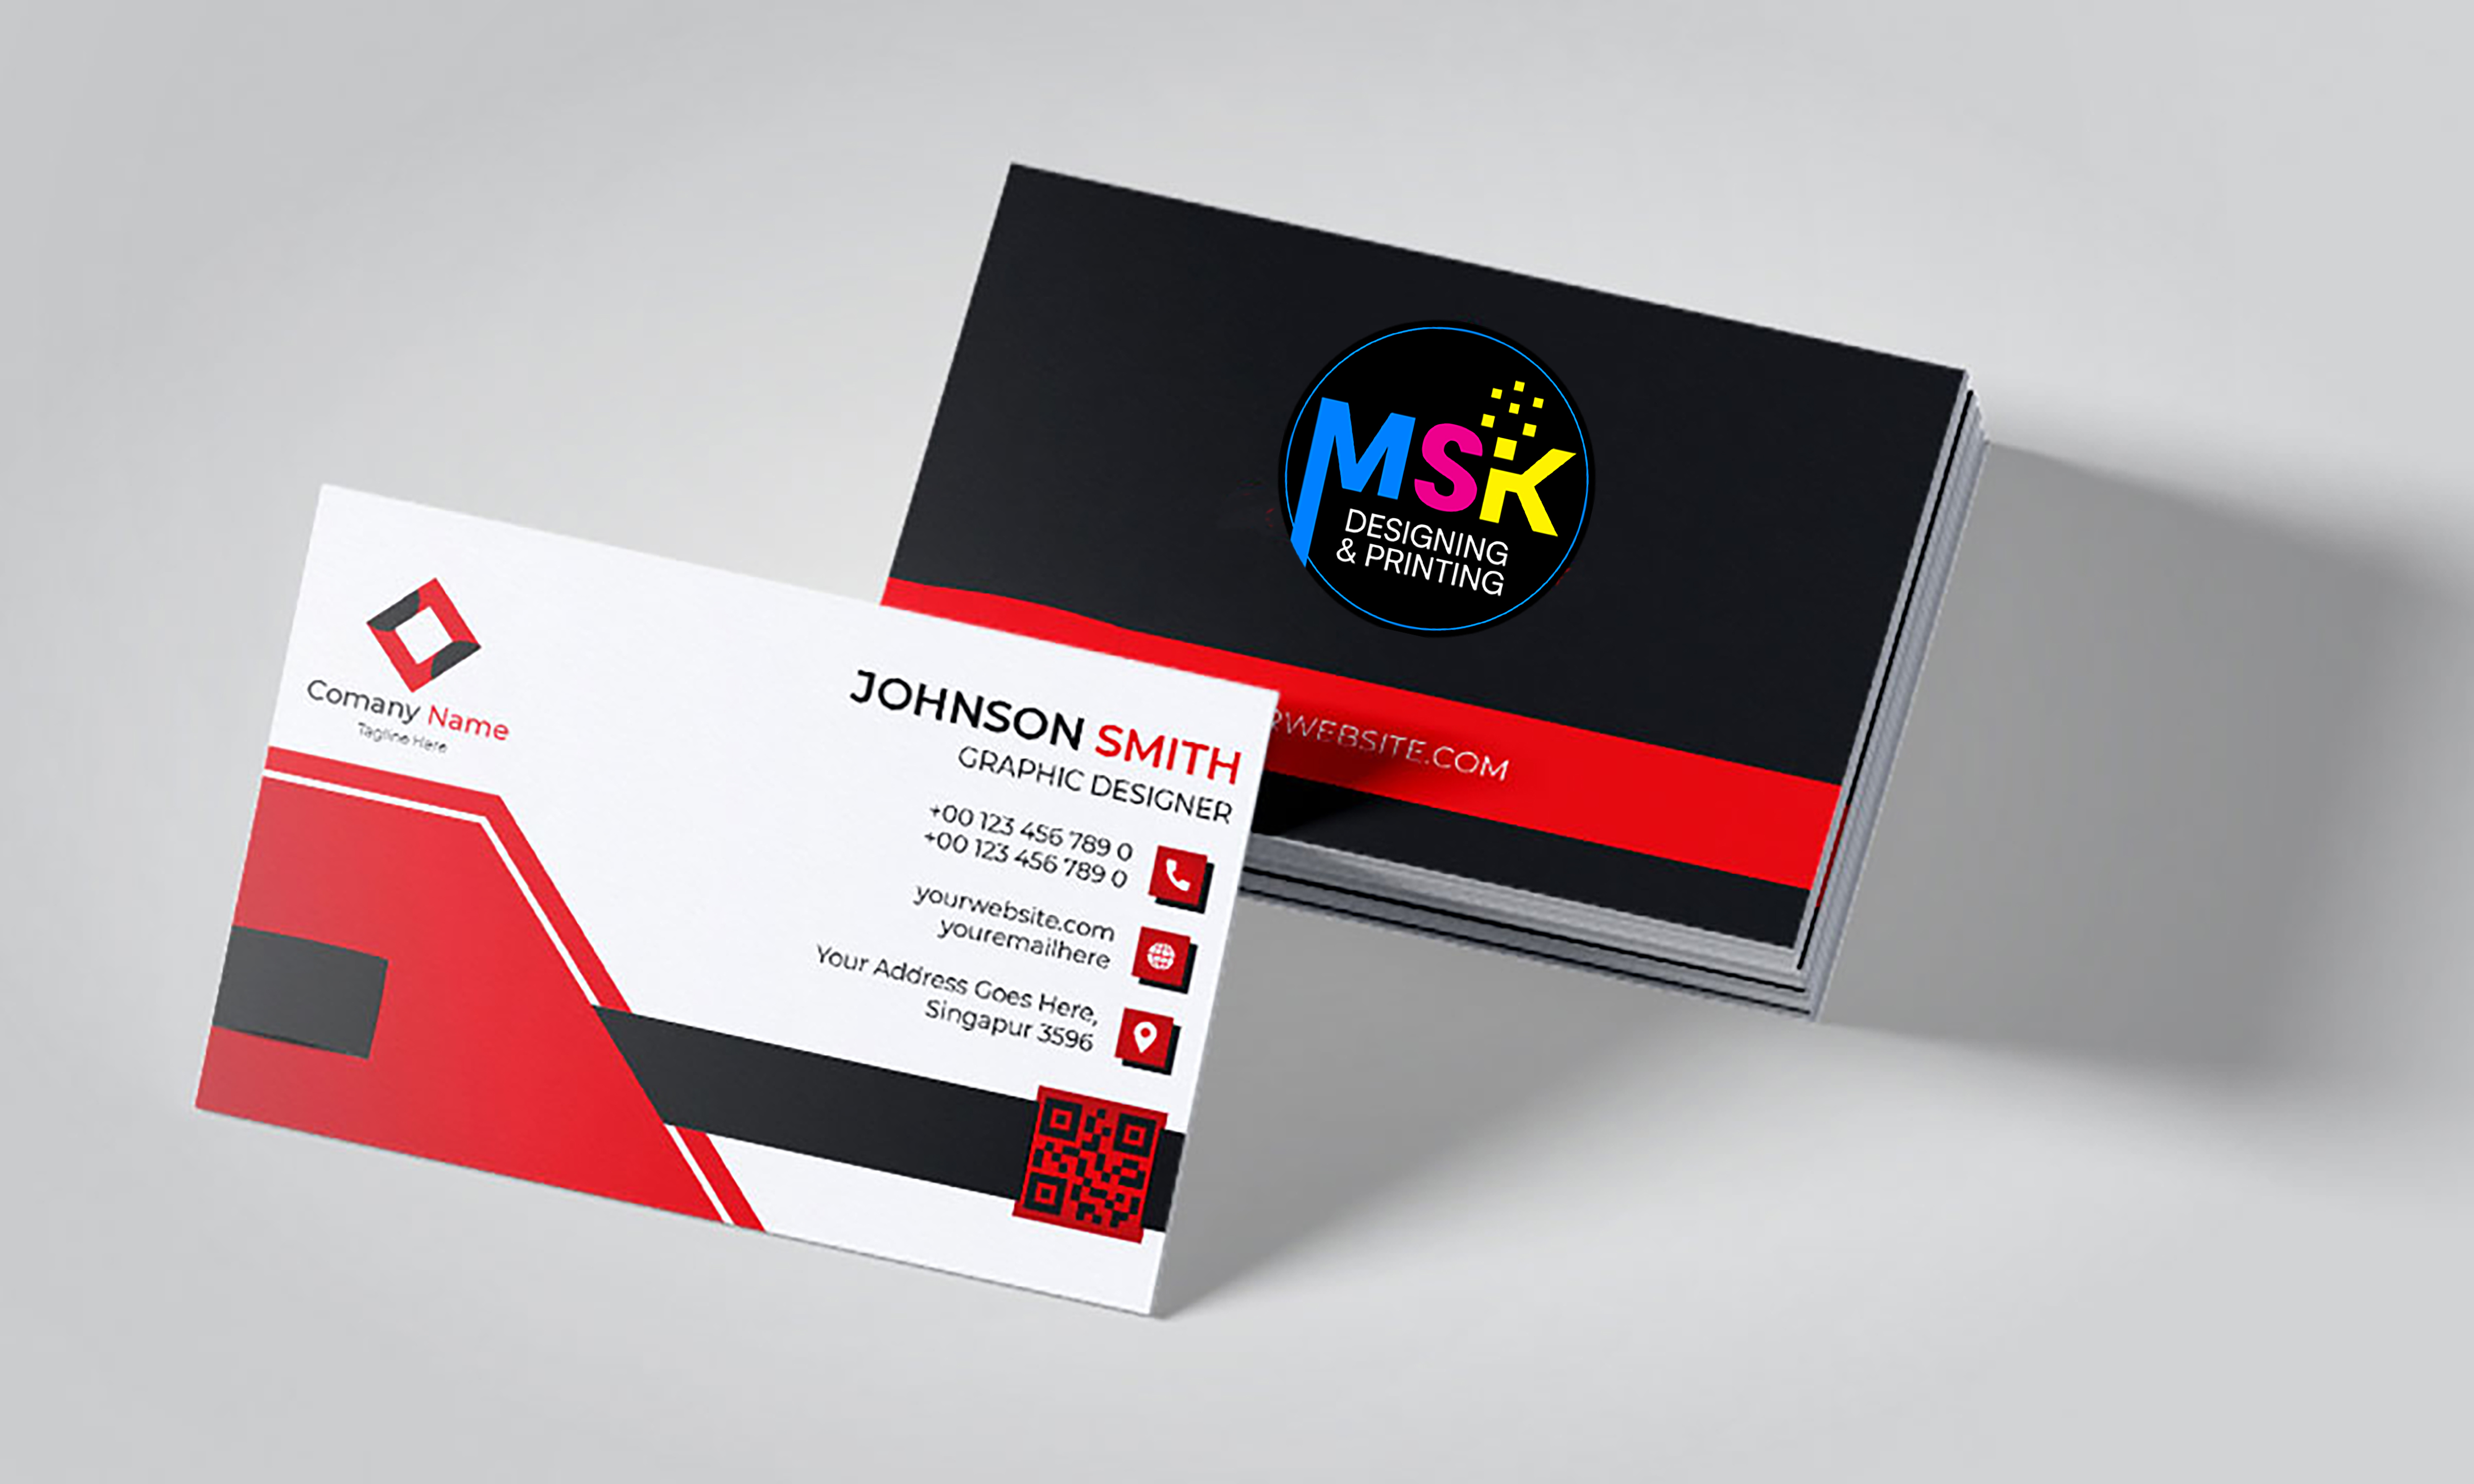 MSK
DESIGNING
& PRINTING
RWEBSITE.COM
Comany Name
Tagline Here
JOHNSON SMITH
GRAPHIC DESIGNER
+00 123 456 789 0
+00 123 456 789 0
yourwebsite.com
youremailhere
Your Address Goes Here,
Singapur 3596